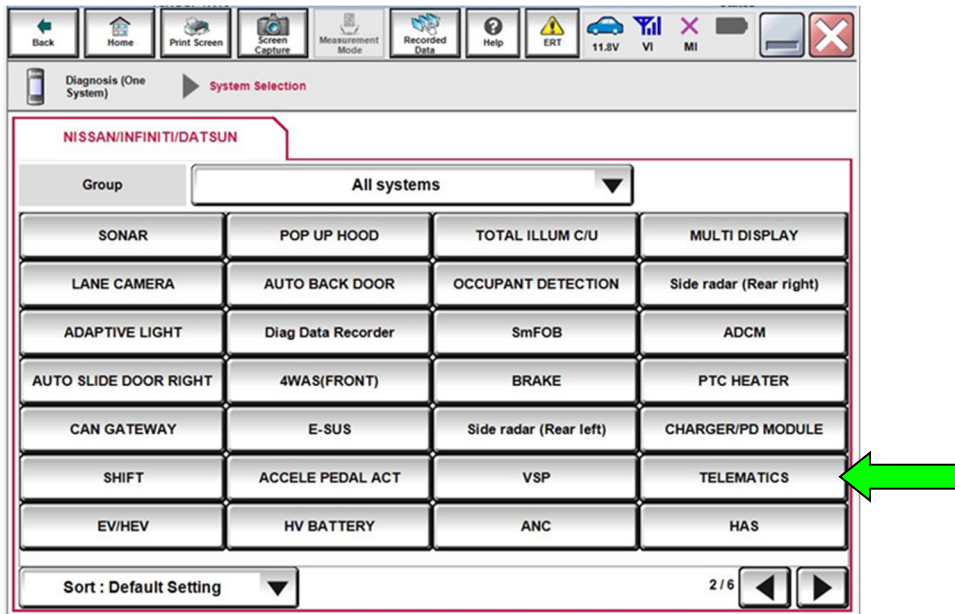 Back
Home
Print Screen
Screen
Capture
Measurement
Mode
Recorded
Data
Help
ERT
11.8V
VI
MI
Diagnosis (One
System)
System Selection
NISSAN/INFINITI/DATSUN
Group
All systems
SONAR
POP UP HOOD
TOTAL ILLUM C/U
MULTI DISPLAY
LANE CAMERA
AUTO BACK DOOR
OCCUPANT DETECTION
Side radar (Rear right)
ADAPTIVE LIGHT
Diag Data Recorder
SmFOB
ADCM
AUTO SLIDE DOOR RIGHT
4WAS(FRONT)
BRAKE
PTC HEATER
CAN GATEWAY
E-SUS
Side radar (Rear left)
CHARGER/PD MODULE
SHIFT
ACCELE PEDAL ACT
VSP
TELEMATICS
EV/HEV
HV BATTERY
ANC
HAS
Sort : Default Setting
2/6